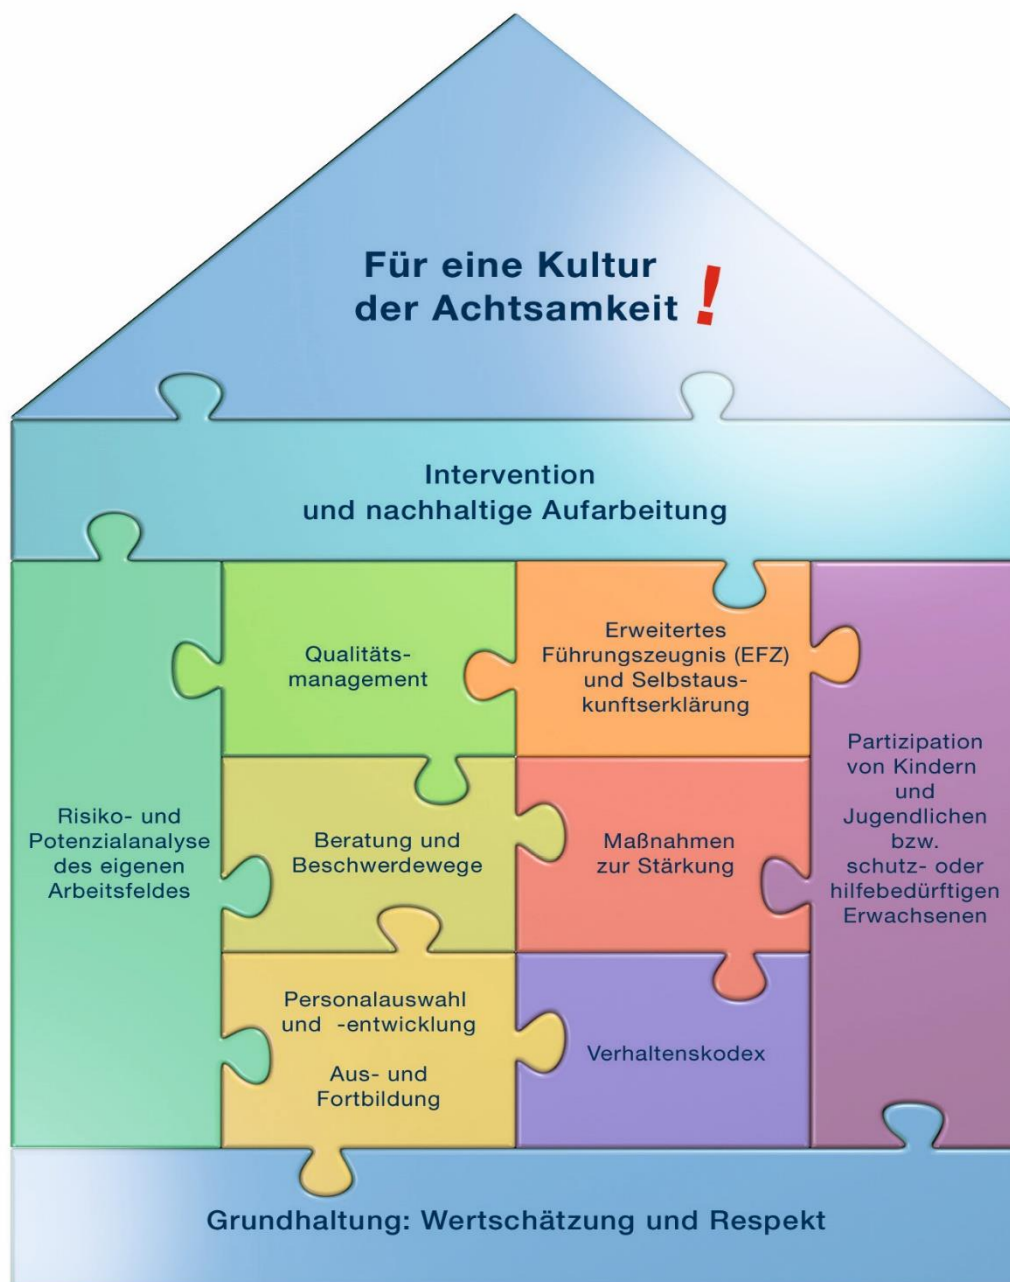 Für eine Kultur
der Achtsamkeit !
Intervention
und nachhaltige Aufarbeitung
Risiko- und
Potenzialanalyse
des eigenen
Arbeitsfeldes
Qualitäts-
management
Erweitertes
Führungszeugnis (EFZ)
und Selbstaus-
kunftserklärung
Beratung und
Beschwerdewege
Maßnahmen
zur Stärkung
Personalauswahl
und -entwicklung
Aus- und
Fortbildung
Verhaltenskodex
Partizipation
von Kindern
und
Jugendlichen
bzw.
schutz- oder
hilfebedürftigen
Erwachsenen
Grundhaltung: Wertschätzung und Respekt